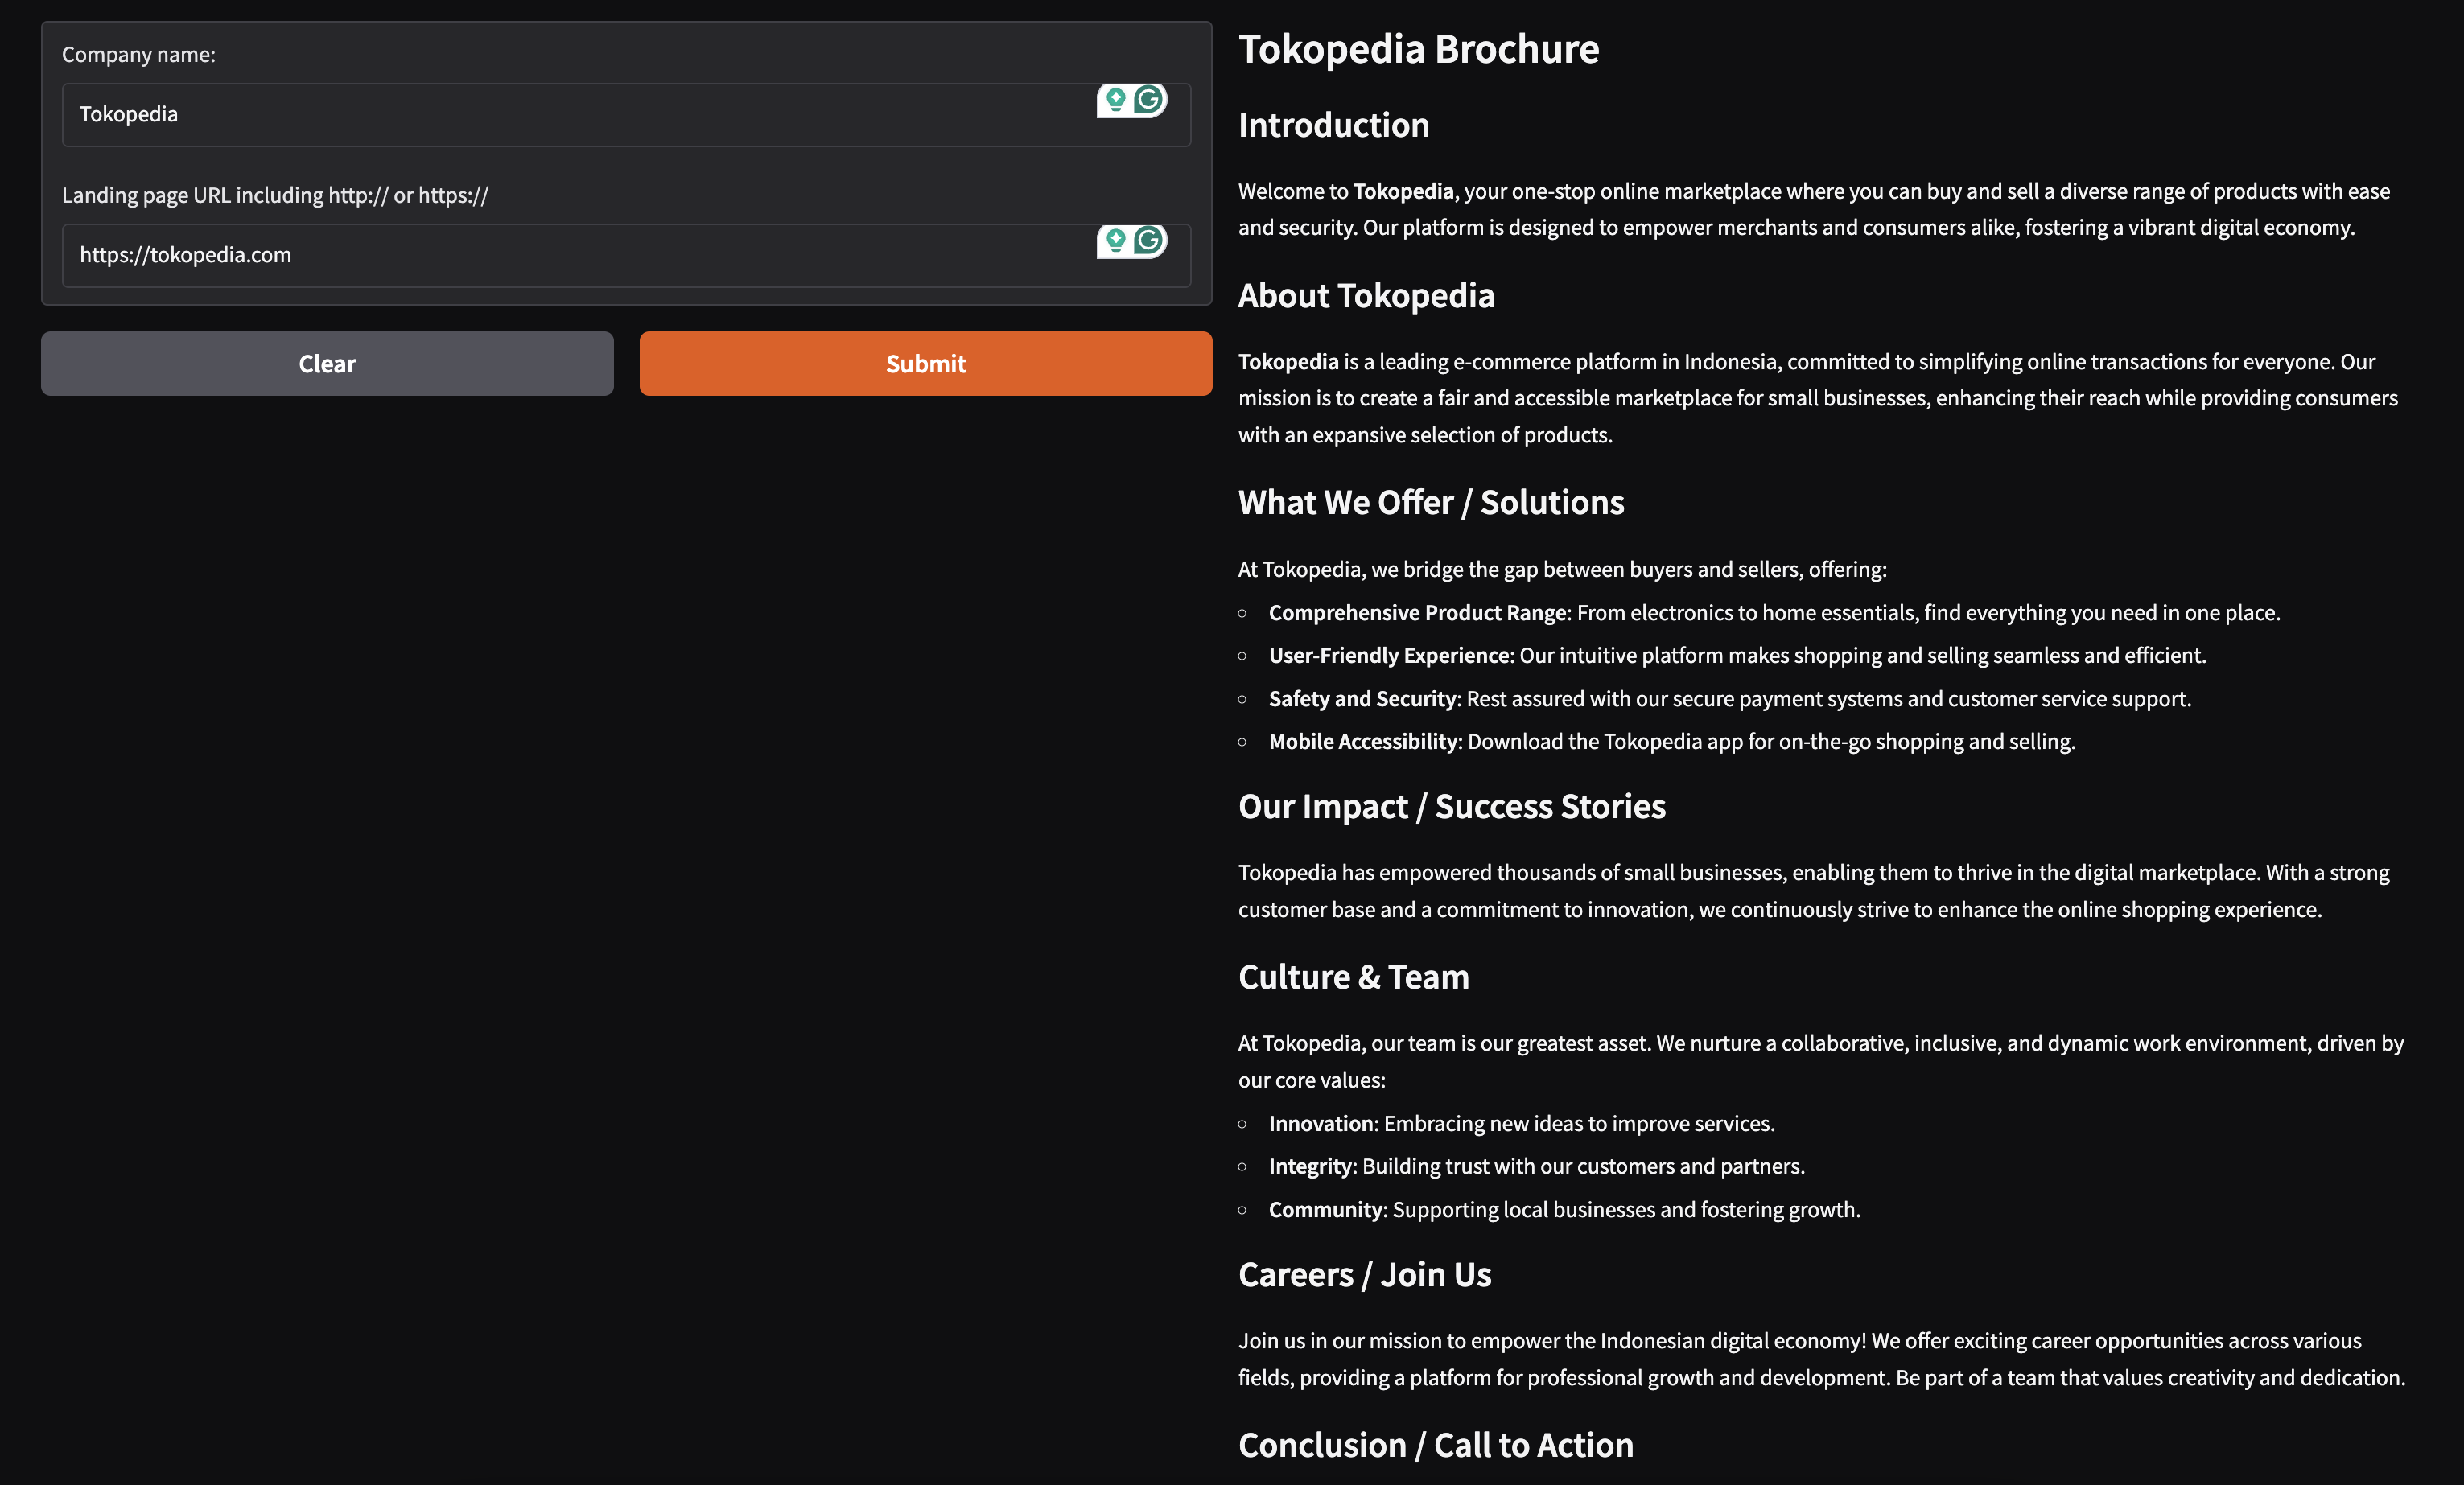 Company name:
Tokopedia
Landing page URL including http:// or https://
https://tokopedia.com
Clear
Submit
Tokopedia Brochure
Introduction
Welcome to Tokopedia, your one-stop online marketplace where you can buy and sell a diverse range of products with ease
and security. Our platform is designed to empower merchants and consumers alike, fostering a vibrant digital economy.
About Tokopedia
Tokopedia is a leading e-commerce platform in Indonesia, committed to simplifying online transactions for everyone. Our
mission is to create a fair and accessible marketplace for small businesses, enhancing their reach while providing consumers
with an expansive selection of products.
What We Offer / Solutions
At Tokopedia, we bridge the gap between buyers and sellers, offering:
Comprehensive Product Range: From electronics to home essentials, find everything you need in one place.
User-Friendly Experience: Our intuitive platform makes shopping and selling seamless and efficient.
Safety and Security: Rest assured with our secure payment systems and customer service support.
Mobile Accessibility: Download the Tokopedia app for on-the-go shopping and selling.
Our Impact / Success Stories
Tokopedia has empowered thousands of small businesses, enabling them to thrive in the digital marketplace. With a strong
customer base and a commitment to innovation, we continuously strive to enhance the online shopping experience.
Culture & Team
At Tokopedia, our team is our greatest asset. We nurture a collaborative, inclusive, and dynamic work environment, driven by
our core values:
Innovation: Embracing new ideas to improve services.
Integrity: Building trust with our customers and partners.
Community: Supporting local businesses and fostering growth.
Careers / Join Us
Join us in our mission to empower the Indonesian digital economy! We offer exciting career opportunities across various
fields, providing a platform for professional growth and development. Be part of a team that values creativity and dedication.
Conclusion / Call to Action